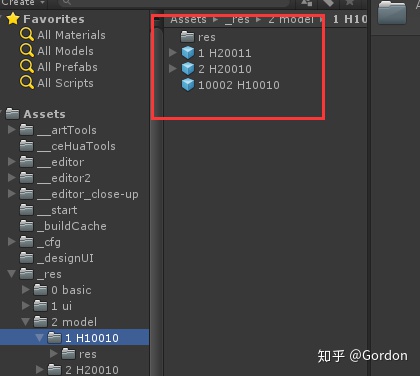 Create
Favorites
All Materials
All Models
All Prefabs
All Scripts
Assets
__artTools
__ceHuaTools
__editor
__editor2
__editor_close-up
__start
_buildCache
_cfg
_designUI
_res
0 basic
1 ui
2 model
1 H10010
res
2 H20010
Assets ▸ _res ▸ 2 model ▸ 1 H10
res
1 H20011
2 H20010
10002 H10010
知乎 @Gordon